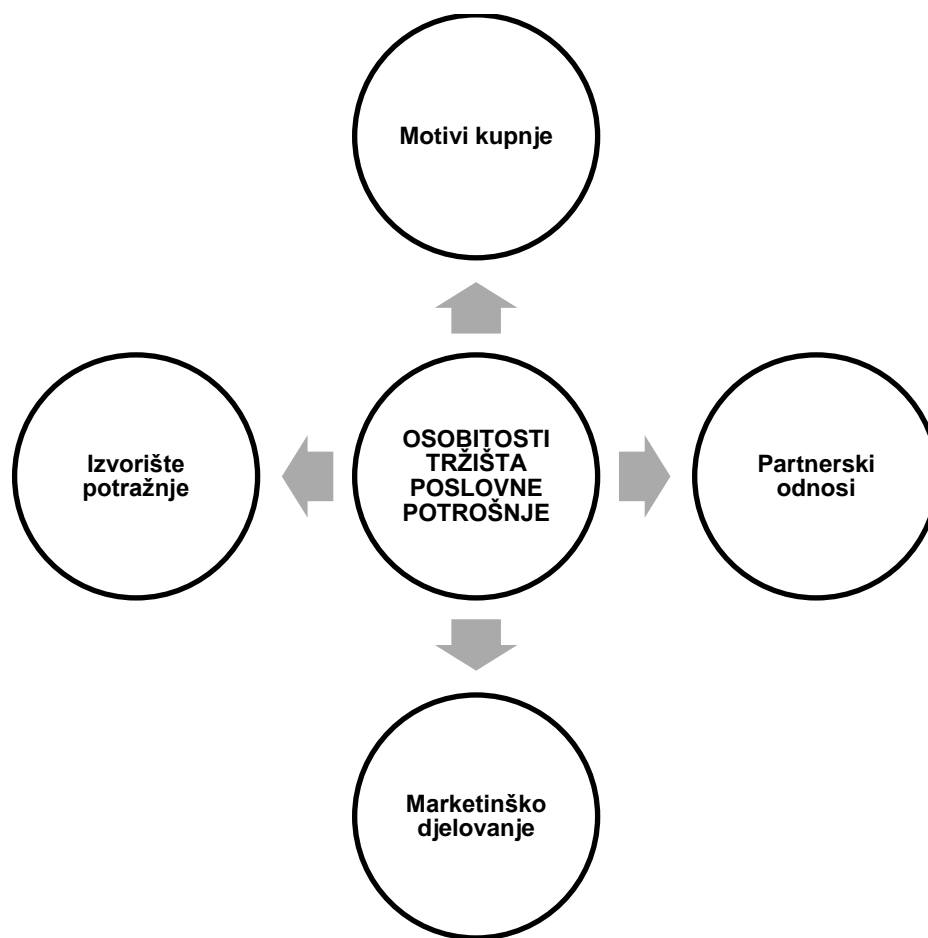 Motivi kupnje
Izvorište
potražnje
OSOBITOSTI
TRŽIŠTA
POSLOVNE
POTROŠNJE
Partnerski
odnosi
Marketinško
djelovanje